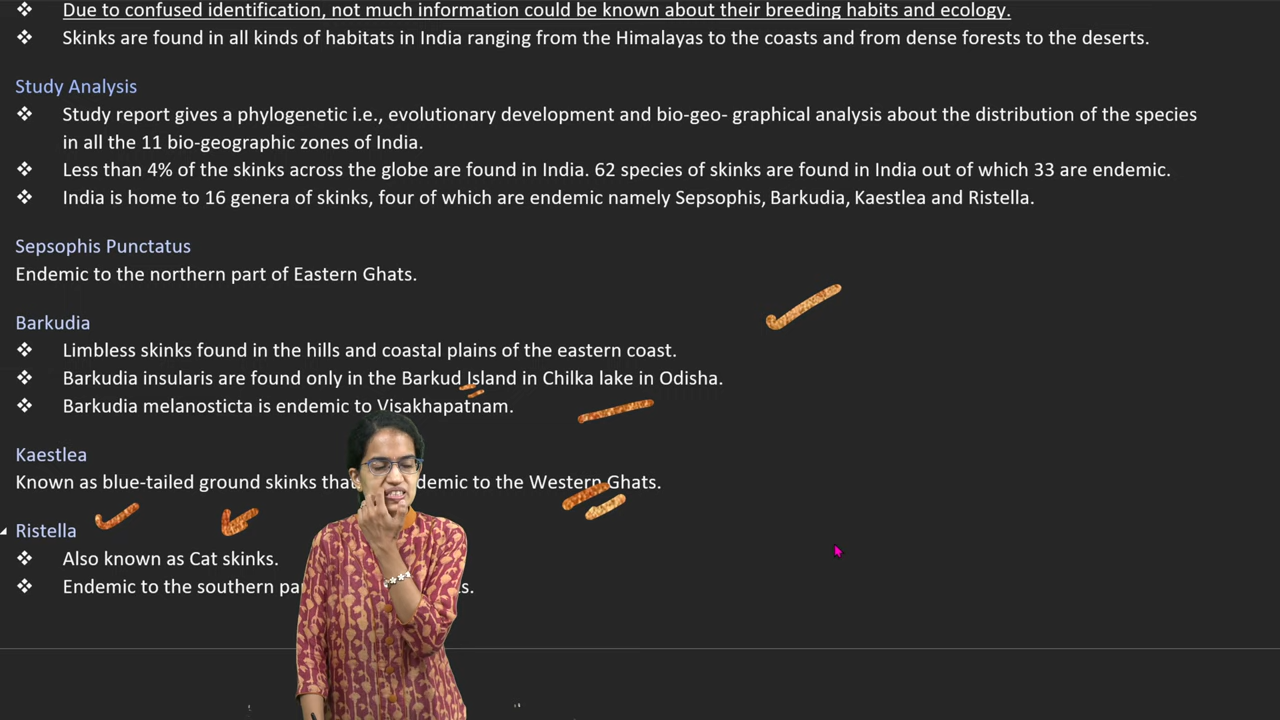 ❖ Due to confused identification, not much information could be known about their breeding habits and ecology.
❖ Skinks are found in all kinds of habitats in India ranging from the Himalayas to the coasts and from dense forests to the deserts.
Study Analysis
❖ Study report gives a phylogenetic i.e., evolutionary development and bio-geo- graphical analysis about the distribution of the species
in all the 11 bio-geographic zones of India.
❖ Less than 4% of the skinks across the globe are found in India. 62 species of skinks are found in India out of which 33 are endemic.
❖ India is home to 16 genera of skinks, four of which are endemic namely Sepsophis, Barkudia, Kaestlea and Ristella.
Sepsophis Punctatus
Endemic to the northern part of Eastern Ghats.
Barkudia
❖ Limbless skinks found in the hills and coastal plains of the eastern coast.
❖ Barkudia insularis are found only in the Barkud Island in Chilka lake in Odisha.
❖ Barkudia melanosticta is endemic to Visakhapatnam.
Kaestlea
Known as blue-tailed ground skinks that demic to the Western Ghats.
Ristella
❖ Also known as Cat skinks.
❖ Endemic to the southern pa s.